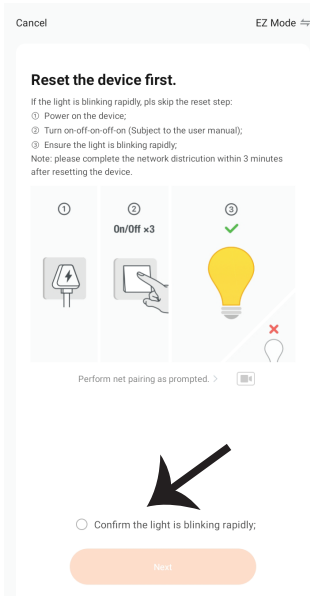 Cancel
EZ Mode
Reset the device first.
If the light is blinking rapidly, pls skip the reset step:
① Power on the device;
② Turn on-off-on-off-on (Subject to the user manual);
③ Ensure the light is blinking rapidly;
Note: please complete the network districution within 3 minutes
after resetting the device.
① ② ③
On/Off ×3
Perform net pairing as prompted. >
Confirm the light is blinking rapidly;
Next